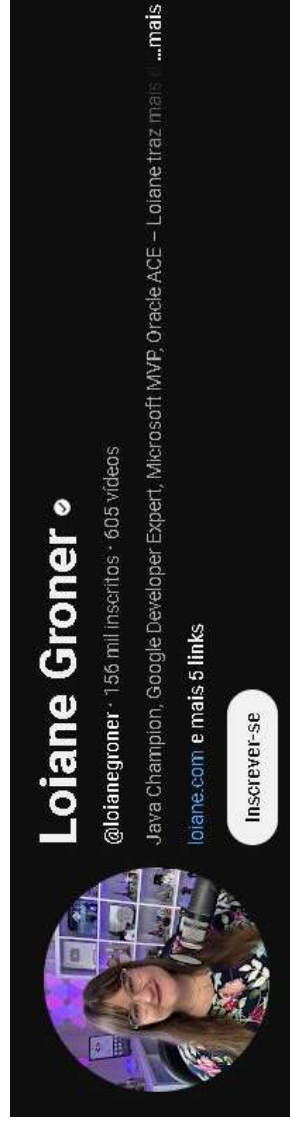 Loiane Groner
@loianegroner · 156 mil inscritos · 605 vídeos
Java Champion, Google Developer Expert, Microsoft MVP, Oracle ACE – Loiane traz mais d ...mais
loiane.com e mais 5 links
Inscrever-se